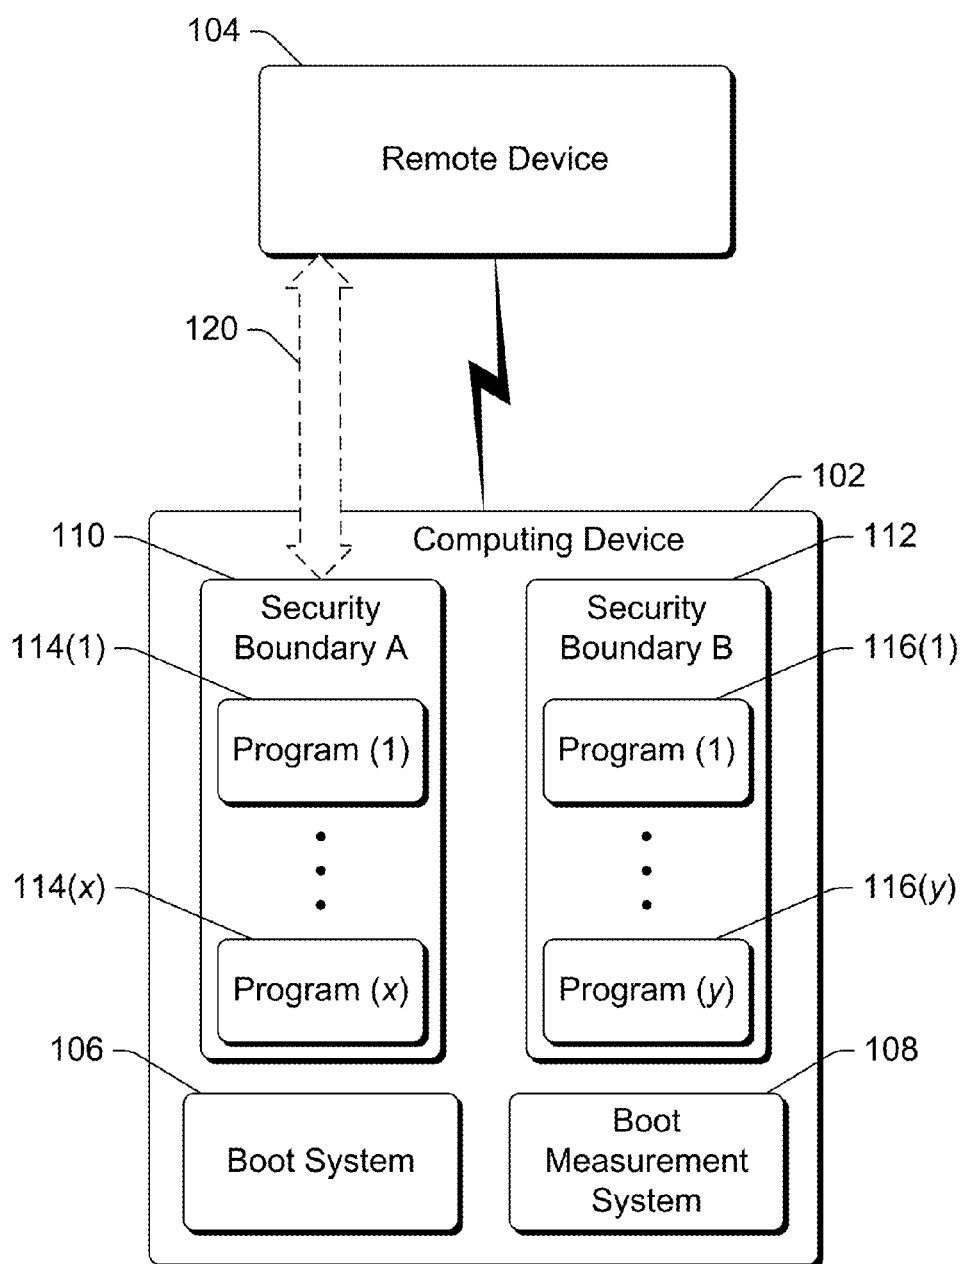 104
Remote Device
120
102
Computing Device
110
112
Security
Boundary A
Security
Boundary B
114(1)
116(1)
Program (1)
Program (1)
114(x)
116(y)
Program (x)
Program (y)
106
108
Boot System
Boot
Measurement
System